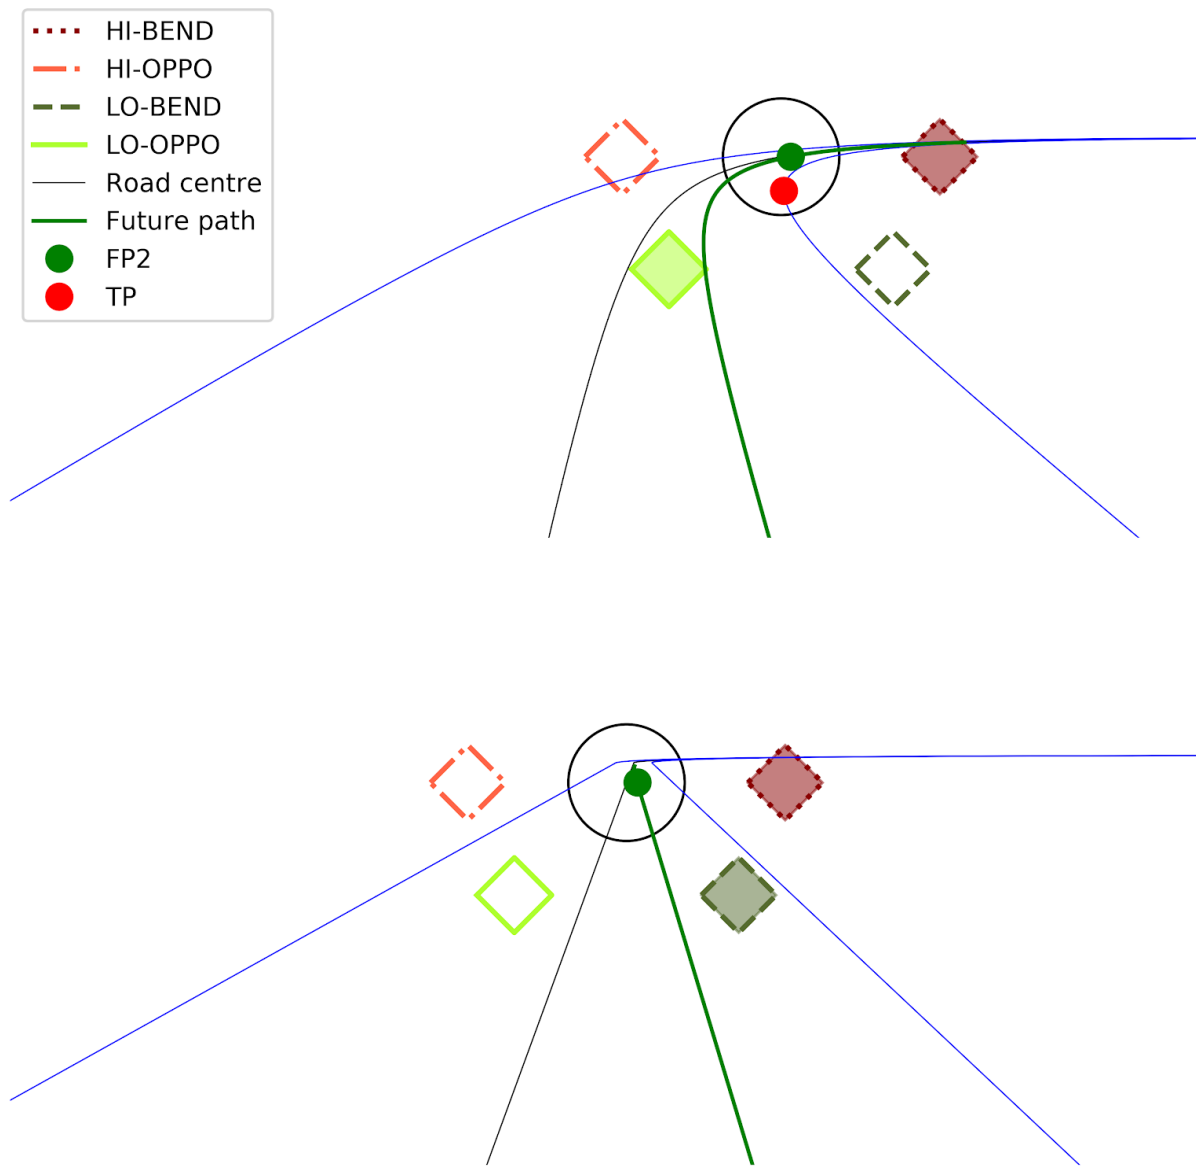 HI-BEND
HI-OPPO
LO-BEND
LO-OPPO
Road centre
Future path
FP2
TP